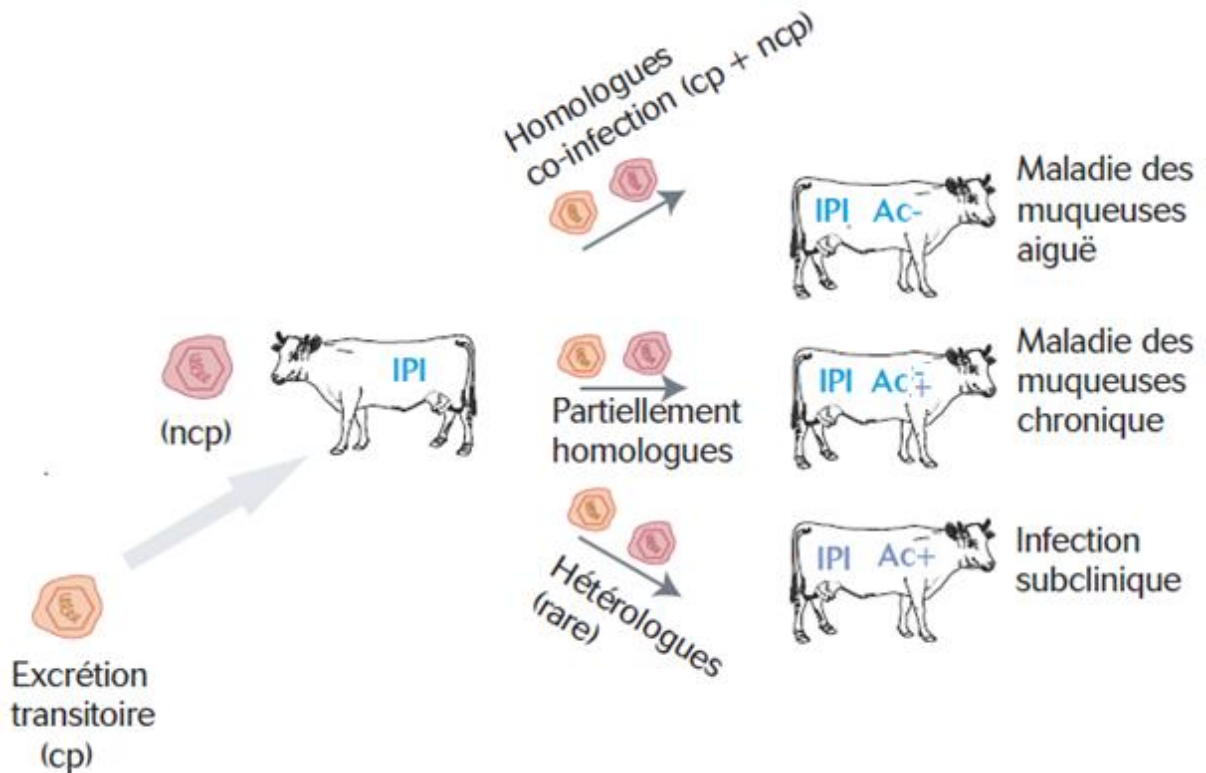 Homologues
co-infection (cp + ncp)
IPI Ac-
Maladie des
muqueuses
aiguë
(ncp)
IPI
Partiellement
homologues
IPI Ac -+
Maladie des
muqueuses
chronique
Hétérologues
(rare)
IPI Ac+
Infection
subclinique
Excrétion
transitoire
(cp)